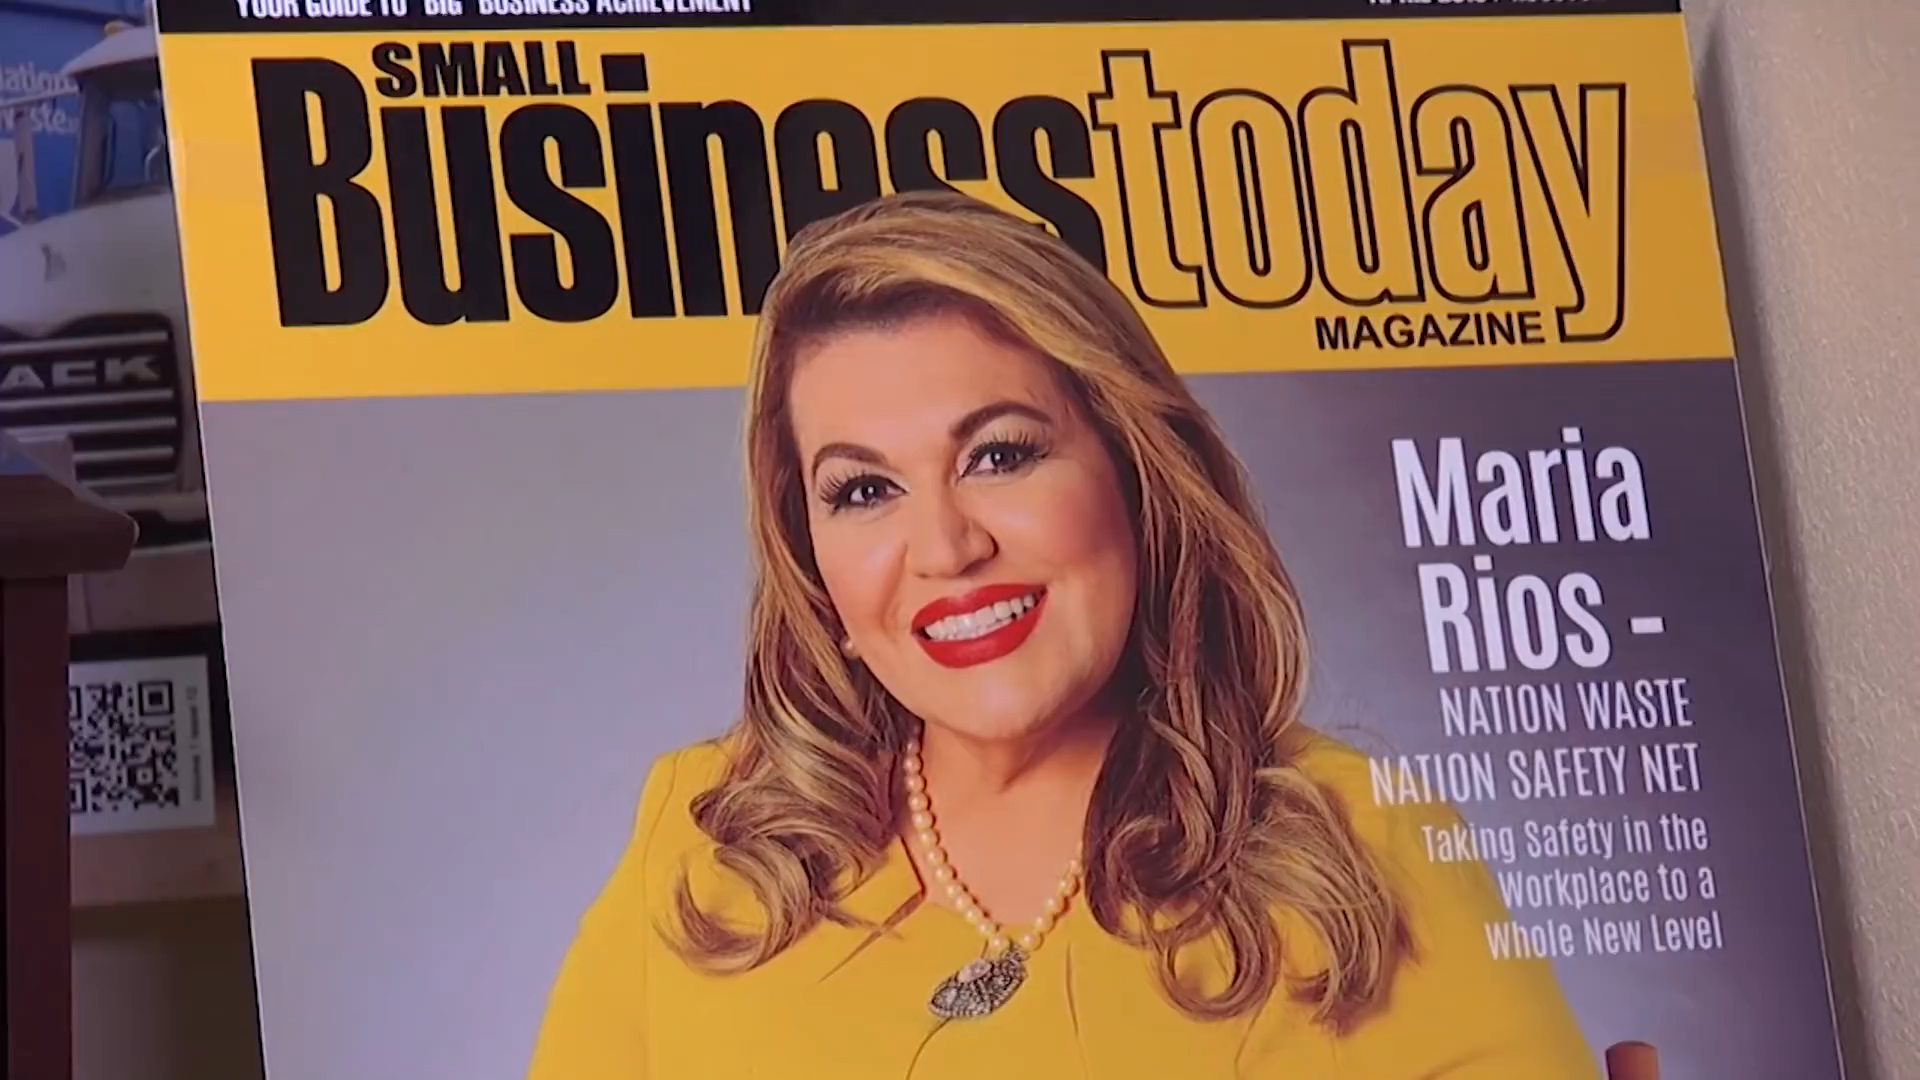 YOUR GUIDE TO "BIG" BUSINESS ACHIEVEMENT
SMALL
Businesstoday
MAGAZINE
Maria
Rios -
NATION WASTE
NATION SAFETY NET
Taking Safety in the
Workplace to a
Whole New Level
ACK